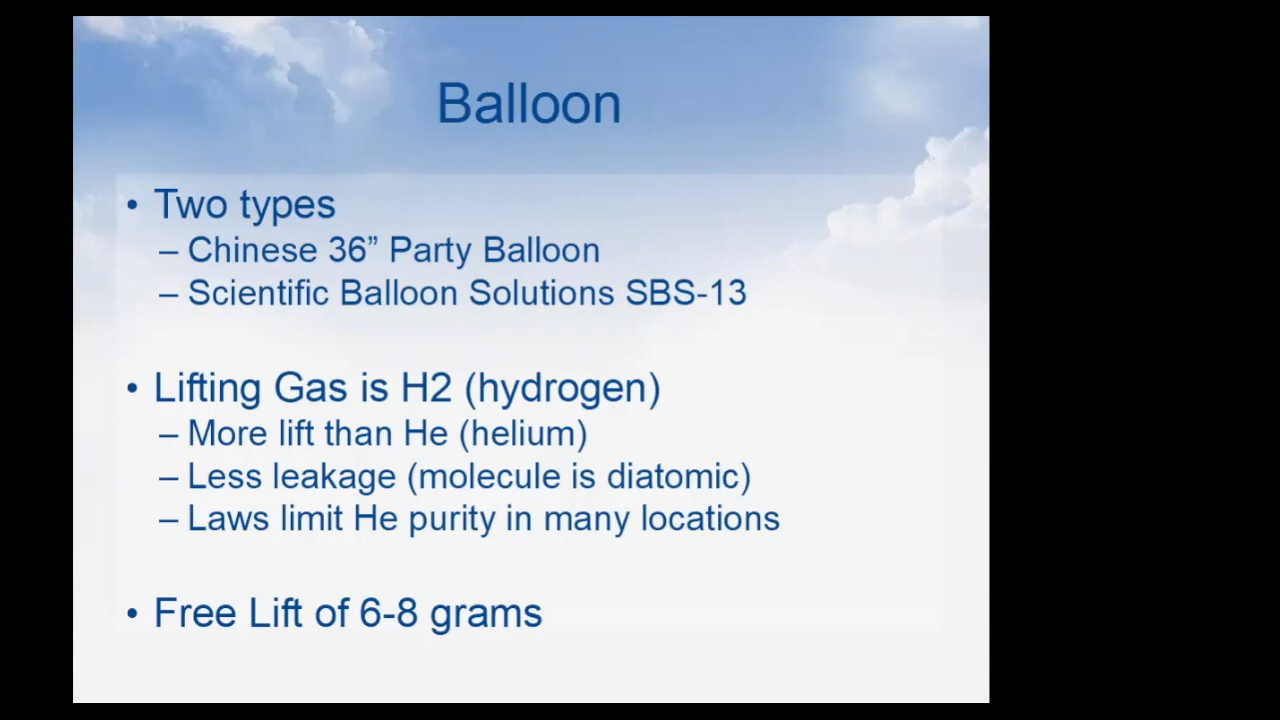 Balloon
• Two types
– Chinese 36” Party Balloon
– Scientific Balloon Solutions SBS-13
• Lifting Gas is H2 (hydrogen)
– More lift than He (helium)
– Less leakage (molecule is diatomic)
– Laws limit He purity in many locations
• Free Lift of 6-8 grams